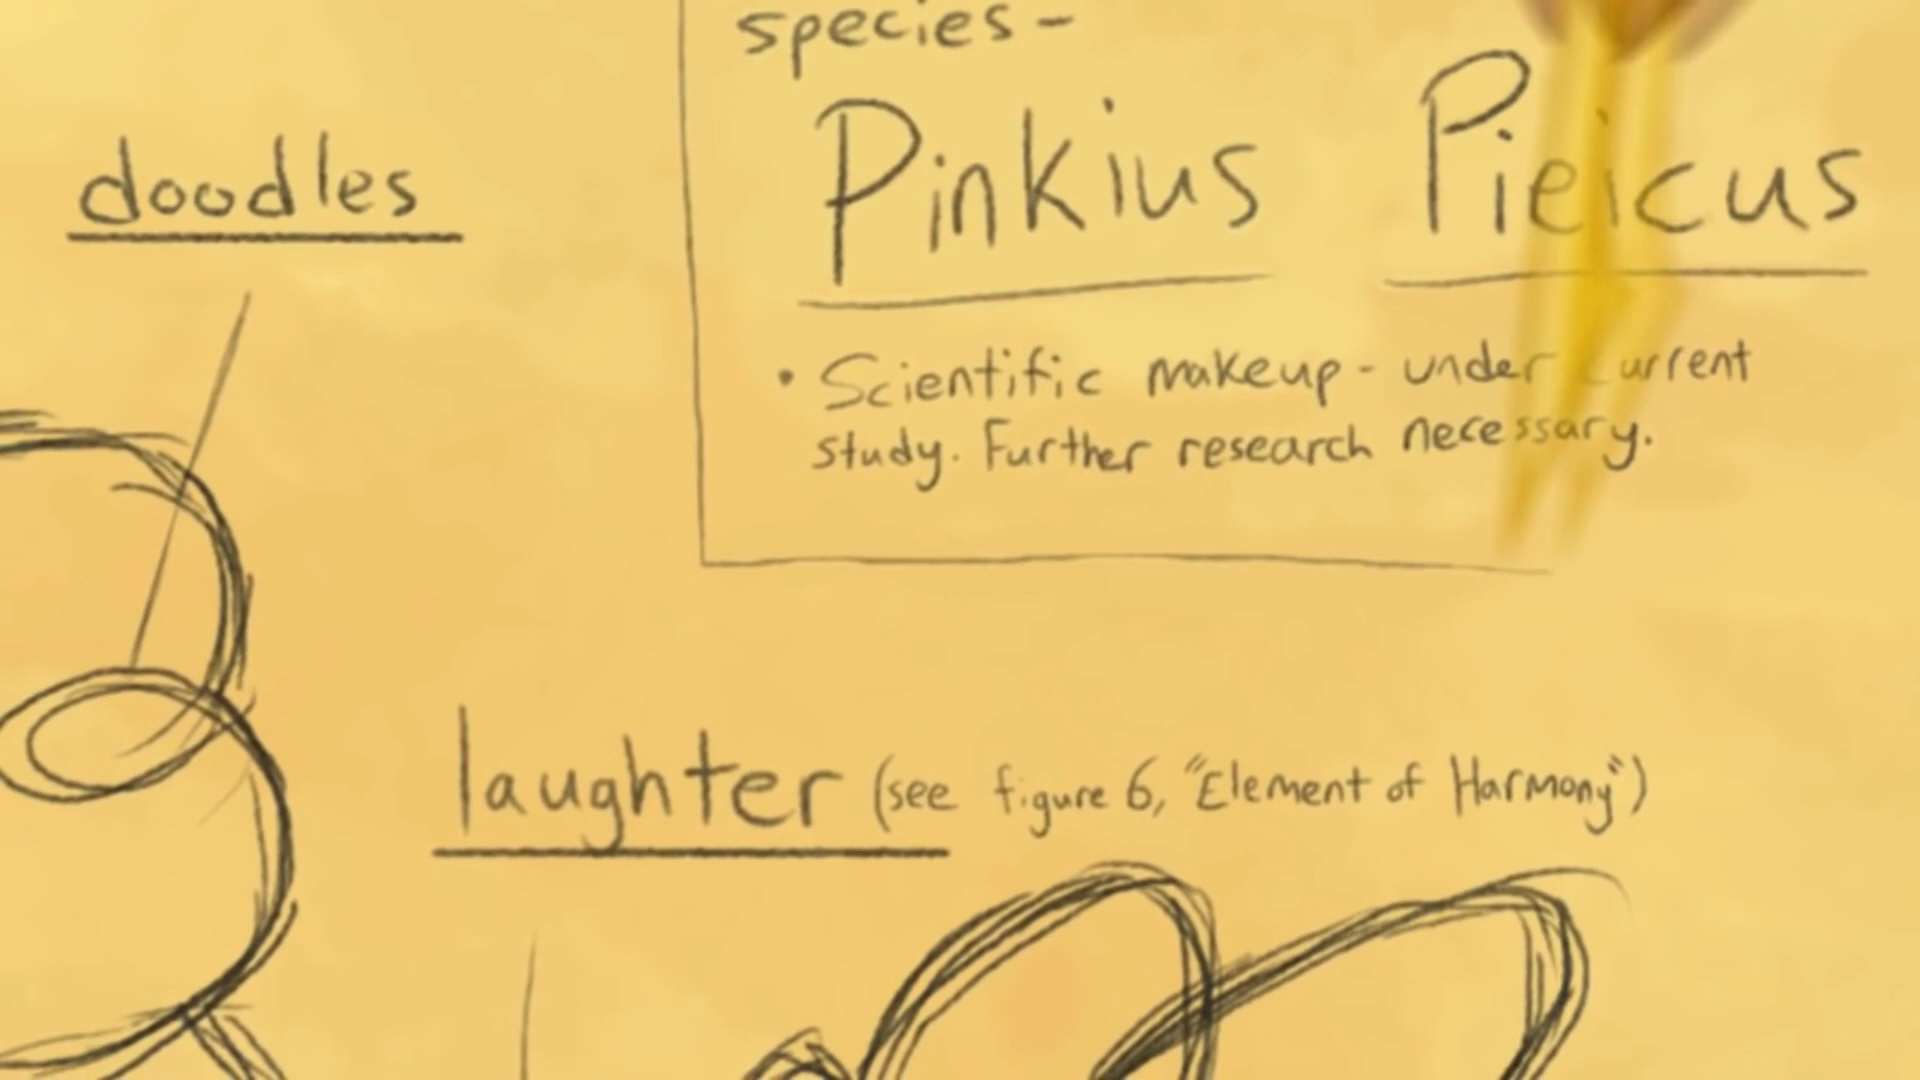 species-
Pinkius Pieicus
doodles
• Scientific makeup - under current
study. Further research necessary.
laughter (see figure 6, "Element of Harmony")